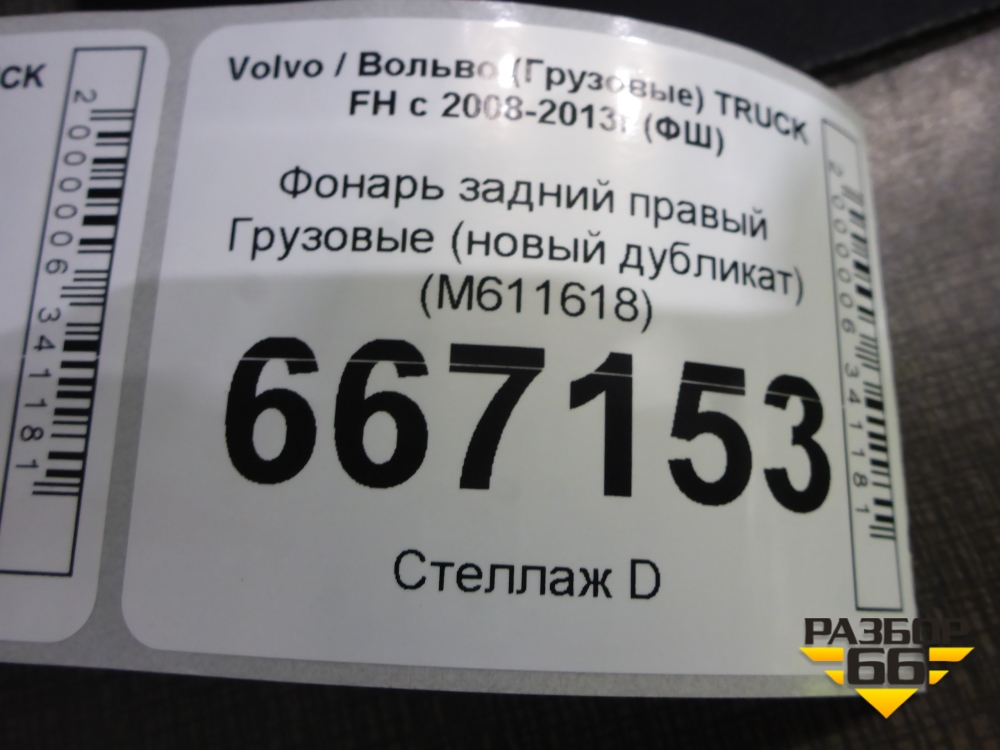 UCK
2000006341181
Volvo / Вольво (Грузовые) TRUCK
FH с 2008-2013г (ФШ)
Фонарь задний правый
Грузовые (новый дубликат)
(M611618)
667153
Стеллаж D
2000006341181
РАЗБОР
66